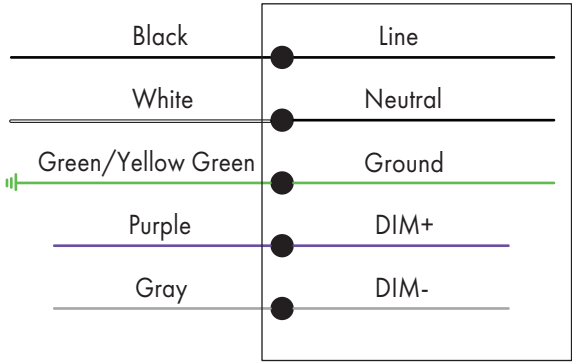 Black Line
White Neutral
Green/Yellow Green Ground
Purple DIM+
Gray DIM-